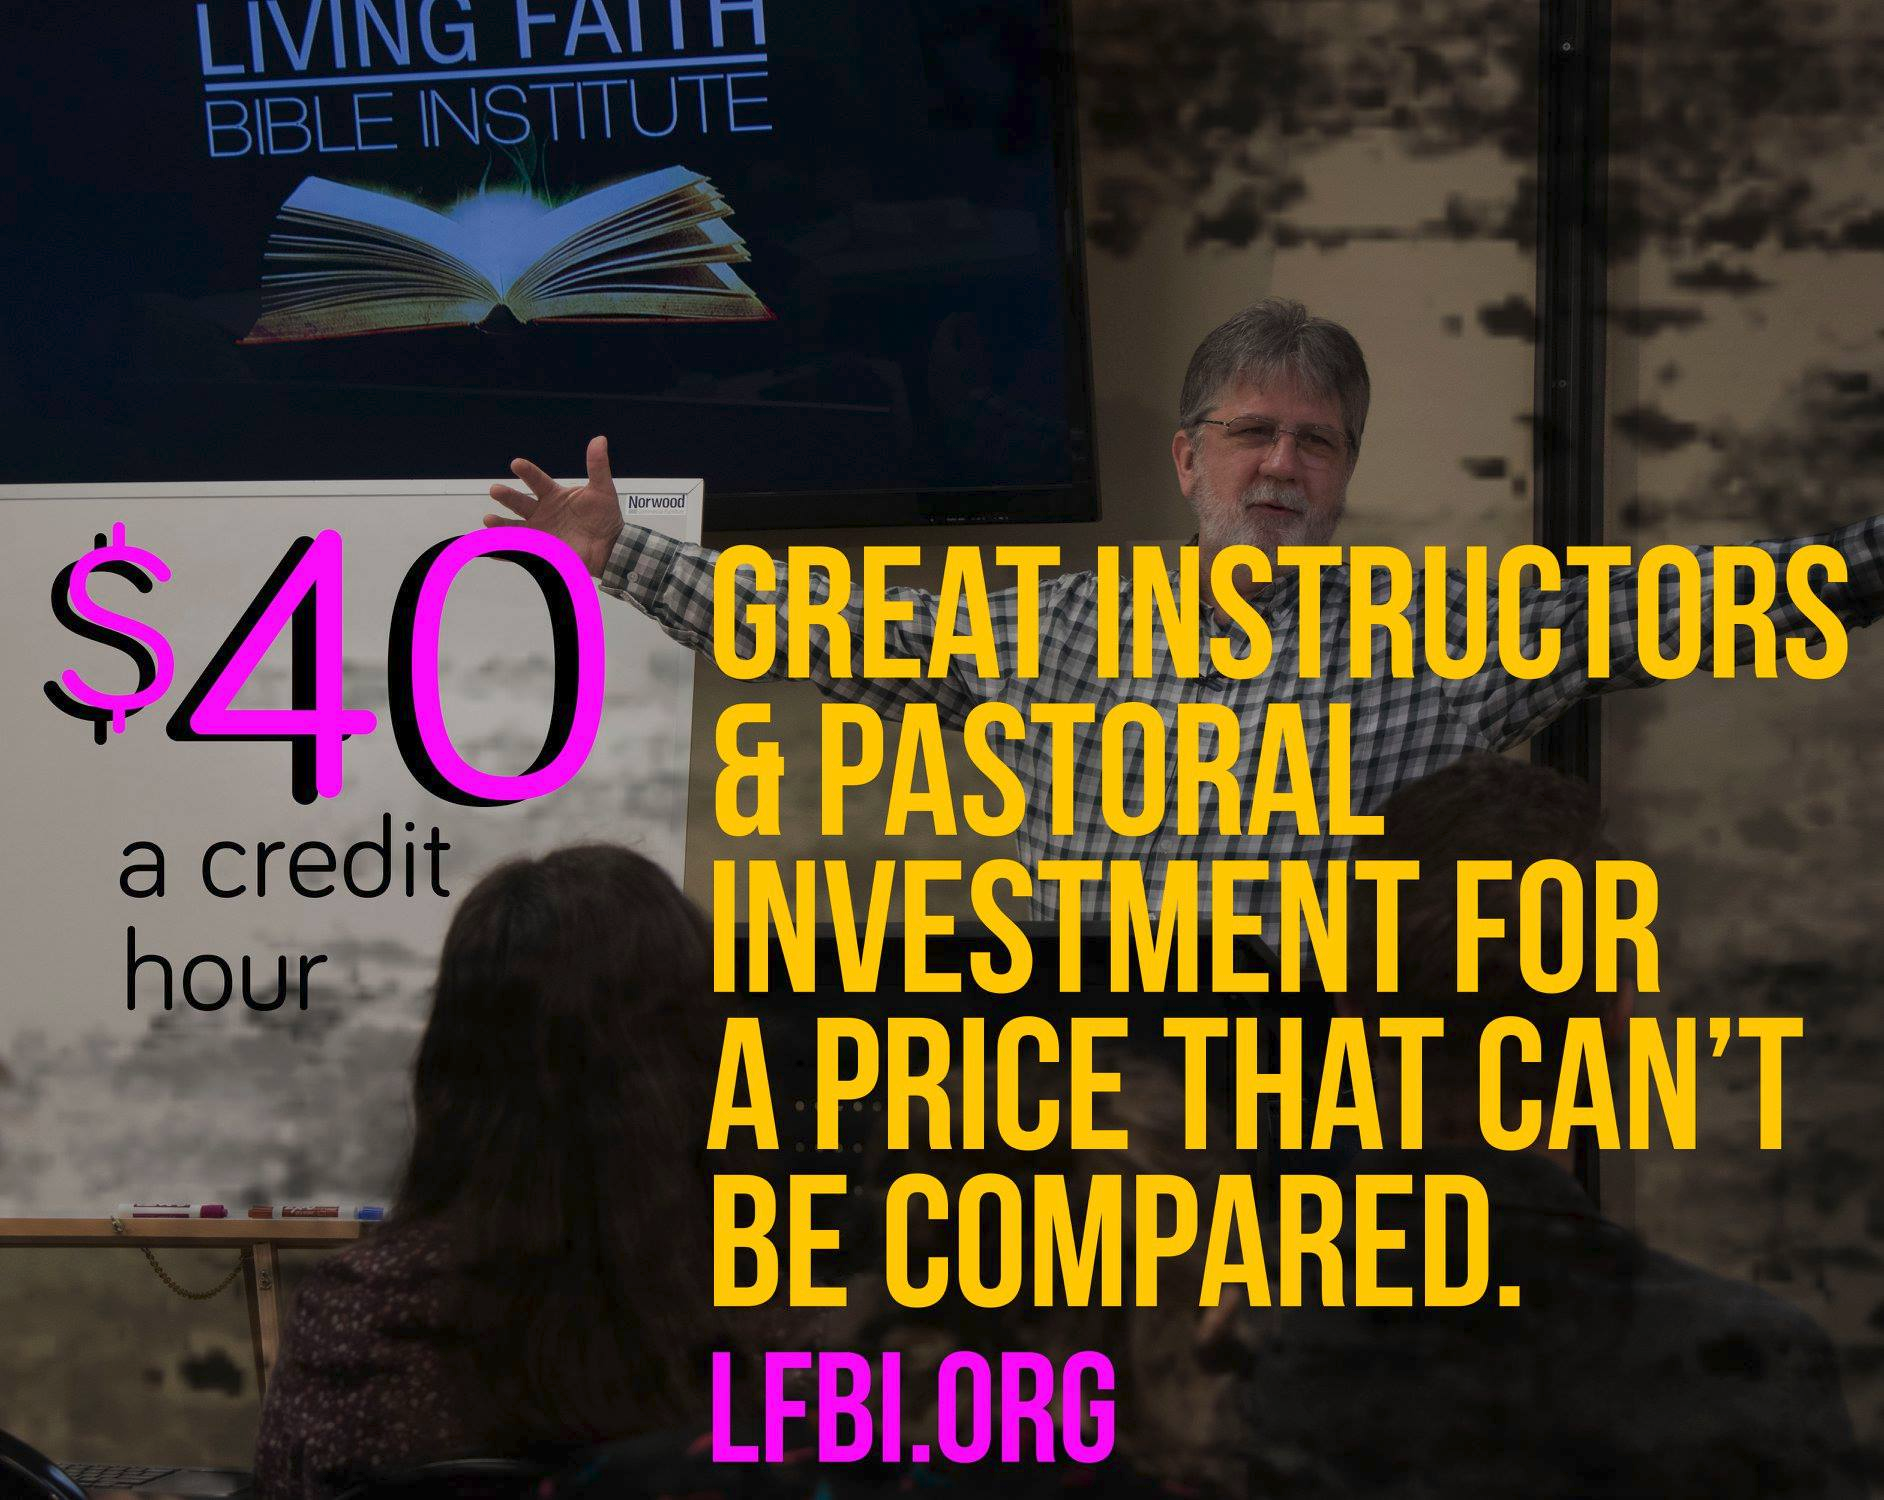 LIVING FAITH
BIBLE INSTITUTE
Norwood
$40
a credit
hour
GREAT INSTRUCTORS
& PASTORAL
INVESTMENT FOR
A PRICE THAT CAN'T
BE COMPARED.
LFBI.ORG